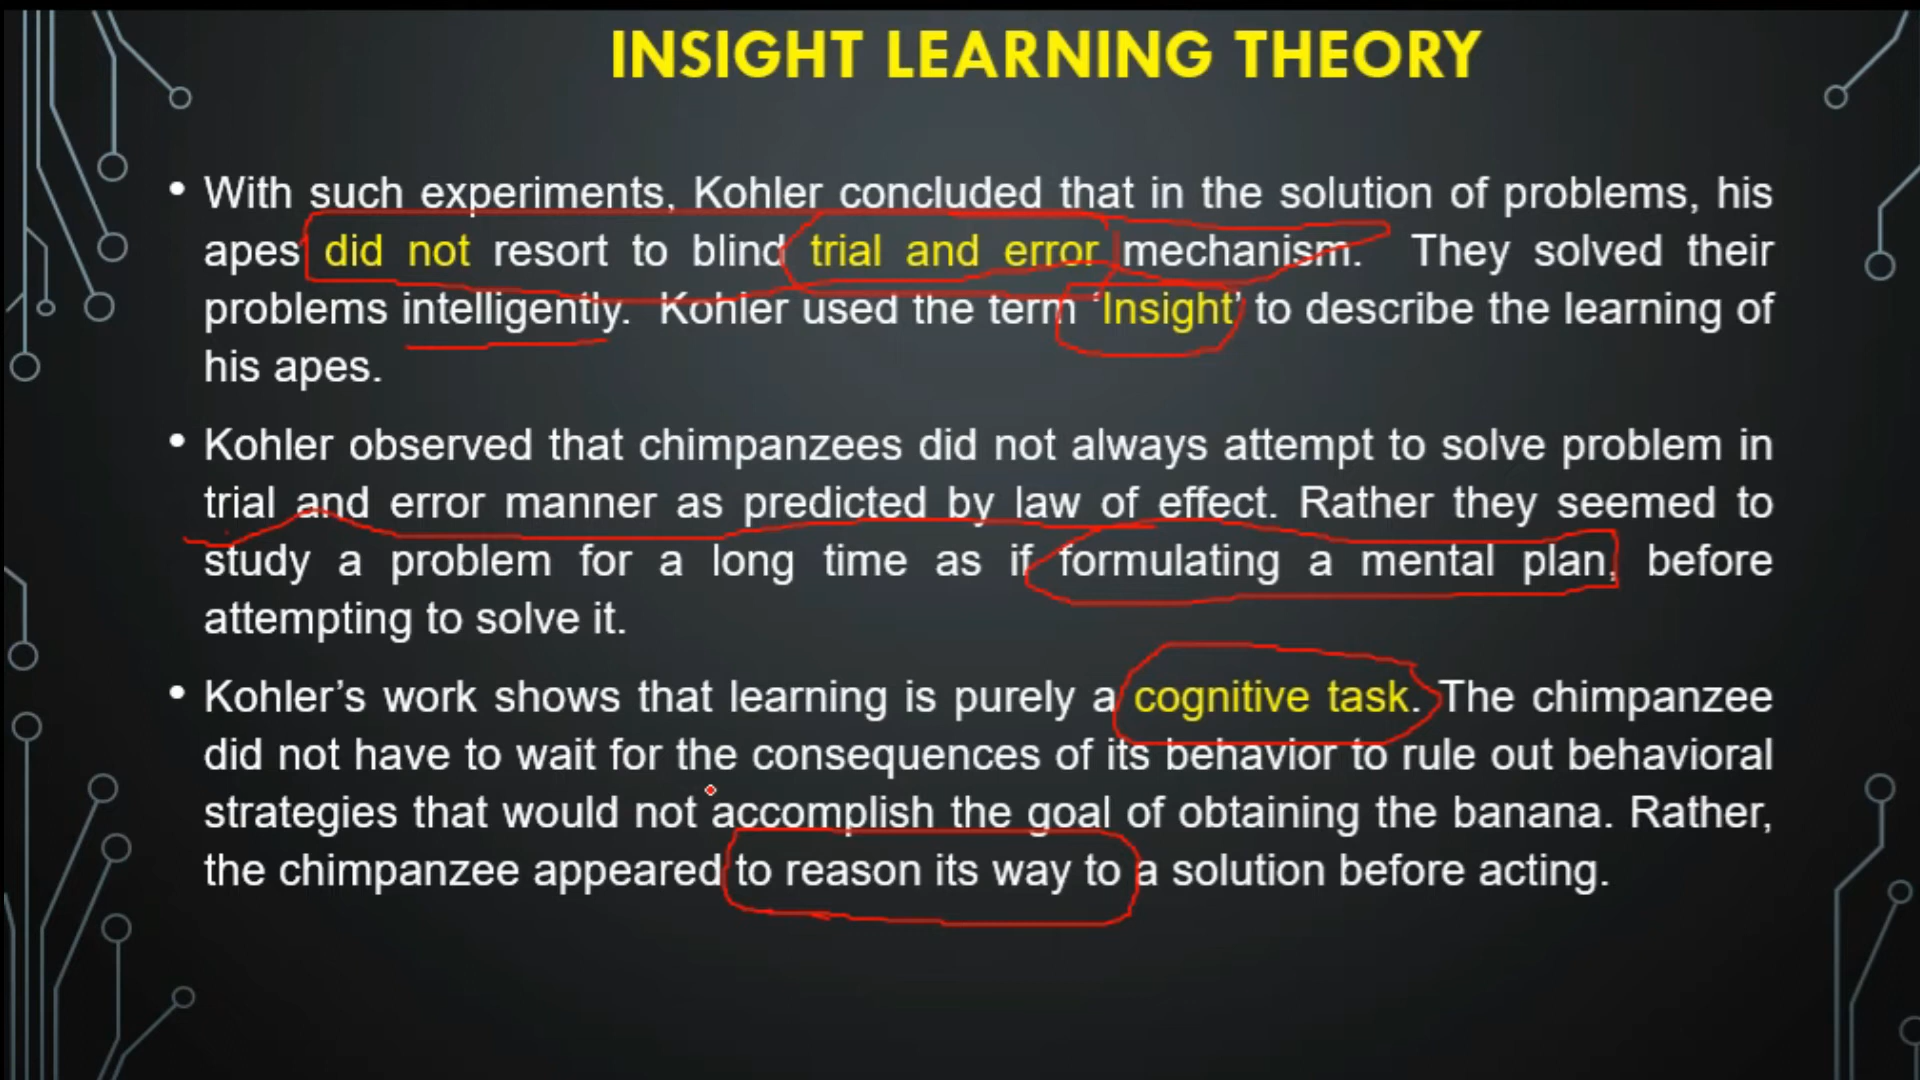 INSIGHT LEARNING THEORY
• With such experiments, Kohler concluded that in the solution of problems, his
apes did not resort to blind trial and error mechanism. They solved their
problems intelligently. Kohler used the term ‘Insight’ to describe the learning of
his apes.
• Kohler observed that chimpanzees did not always attempt to solve problem in
trial and error manner as predicted by law of effect. Rather they seemed to
study a problem for a long time as if formulating a mental plan, before
attempting to solve it.
• Kohler’s work shows that learning is purely a cognitive task. The chimpanzee
did not have to wait for the consequences of its behavior to rule out behavioral
strategies that would not accomplish the goal of obtaining the banana. Rather,
the chimpanzee appeared to reason its way to a solution before acting.